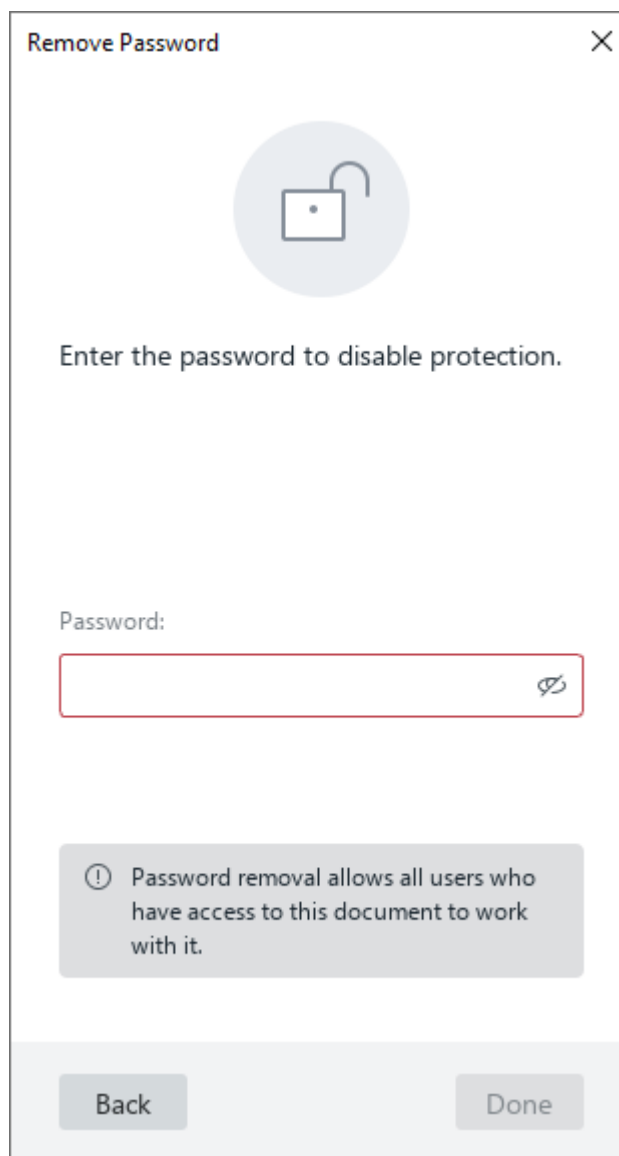 Remove Password
Enter the password to disable protection.
Password:
Password removal allows all users who
have access to this document to work
with it.
Back
Done